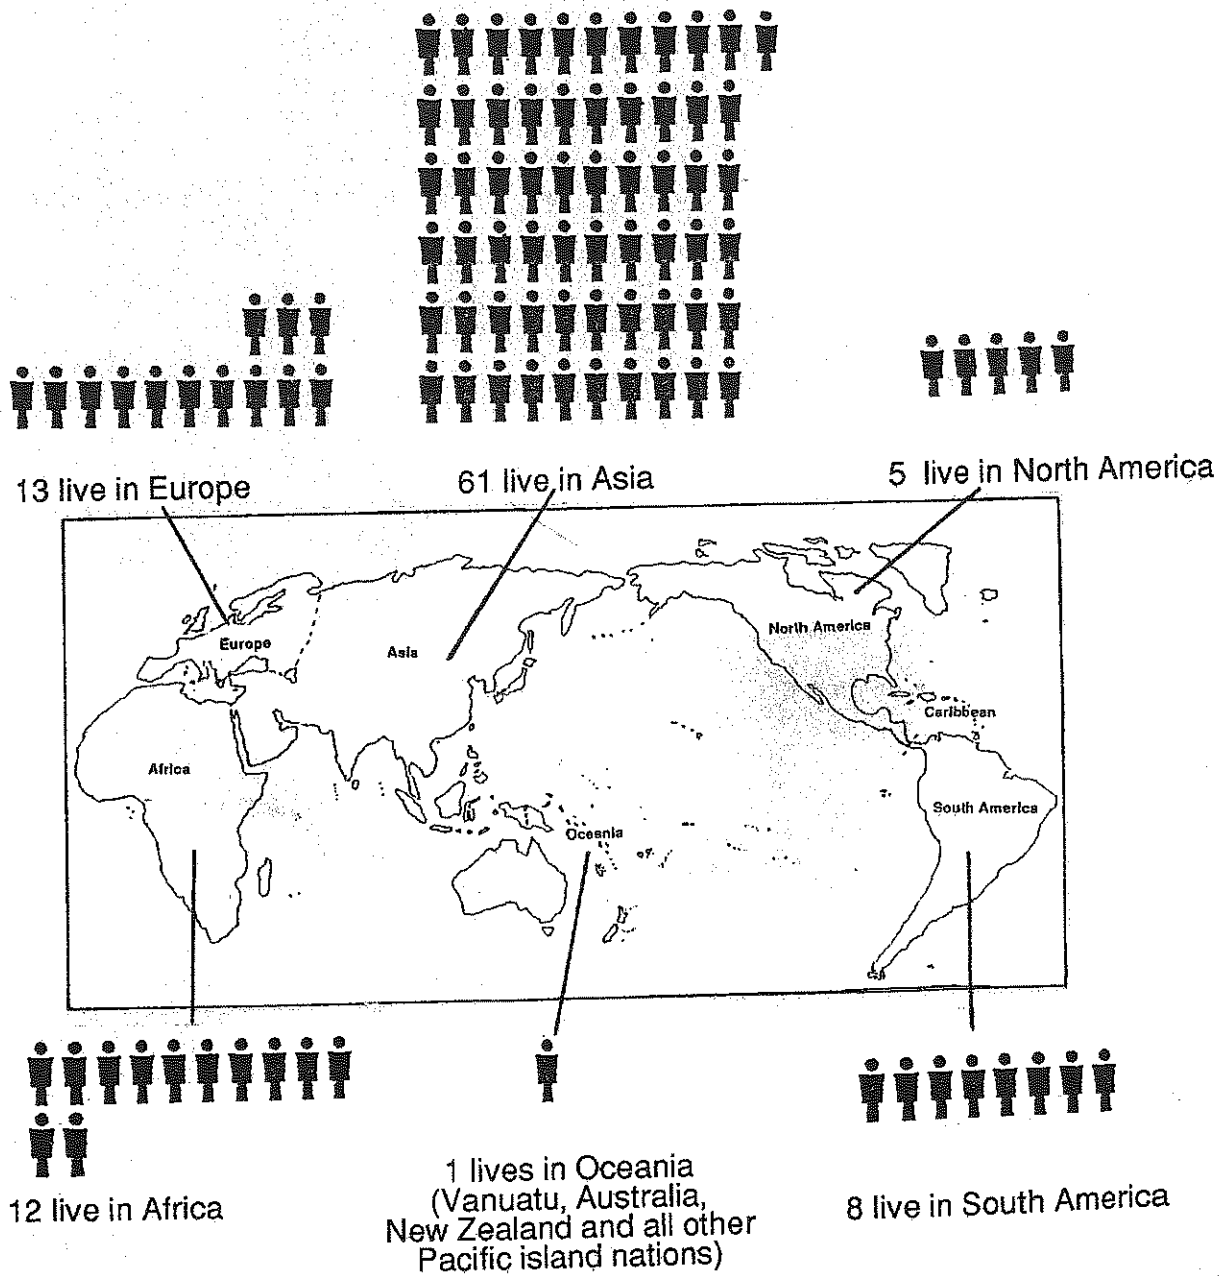 13 live in Europe
61 live in Asia
5 live in North America
Europe
Asia
North America
Caribbean
Africa
South America
Oceania
12 live in Africa
1 lives in Oceania
(Vanuatu, Australia,
New Zealand and all other
Pacific island nations)
8 live in South America